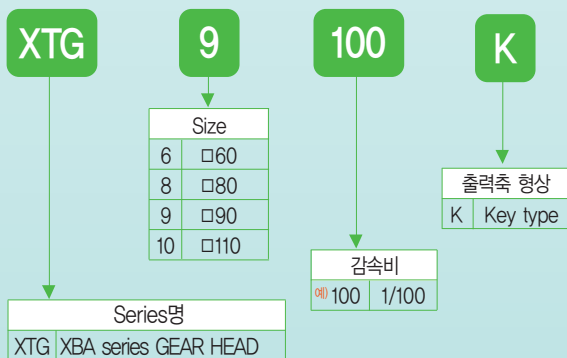 XTG 9 100 K
Size
6 □60
8 □80
9 □90
10 □110
출력축 형상
K Key type
감속비
예) 100 1/100
Series명
XTG XBA series GEAR HEAD